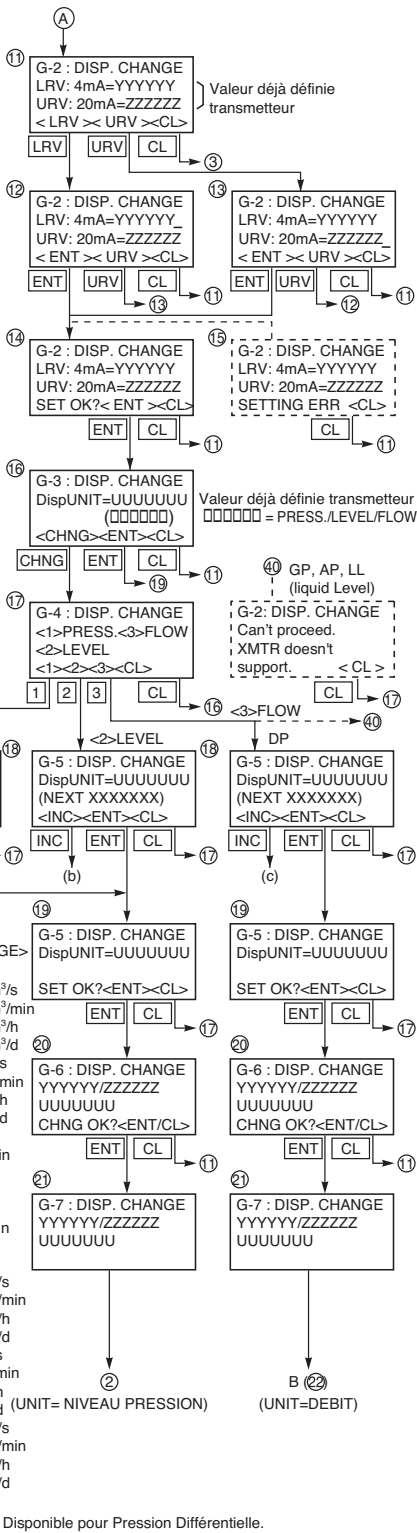 A
11
G-2 : DISP. CHANGE
LRV: 4mA=YYYYYY
URV: 20mA=ZZZZZZ
< LRV >< URV ><CL>
Valeur déjà définie
transmetteur
LRV URV CL
3
12
G-2 : DISP. CHANGE
LRV: 4mA=YYYYYY_
URV: 20mA=ZZZZZZ
< ENT >< URV ><CL>
ENT URV CL
13
11
13
G-2 : DISP. CHANGE
LRV: 4mA=YYYYYY
URV: 20mA=ZZZZZZ_
< ENT >< URV ><CL>
ENT URV CL
12
11
14
G-2 : DISP. CHANGE
LRV: 4mA=YYYYYY
URV: 20mA=ZZZZZZ
SET OK?< ENT ><CL>
ENT CL
11
15
G-2 : DISP. CHANGE
LRV: 4mA=YYYYYY
URV: 20mA=ZZZZZZ
SETTING ERR <CL>
CL
11
16
G-3 : DISP. CHANGE
DispUNIT=UUUUUUU
(▯▯▯▯▯▯)
<CHNG><ENT><CL>
Valeur déjà définie transmetteur
▯▯▯▯▯▯ = PRESS./LEVEL/FLOW
CHNG ENT CL
19
11
17
G-4 : DISP. CHANGE
<1>PRESS.<3>FLOW
<2>LEVEL
<1><2><3><CL>
1 2 3 CL
16
40 GP, AP, LL
(liquid Level)
G-2: DISP. CHANGE
Can't proceed.
XMTR doesn't
support. < CL >
CL
17
<3>FLOW
40
<2>LEVEL
DP
18
G-5 : DISP. CHANGE
DispUNIT=UUUUUUU
(NEXT XXXXXXX)
<INC><ENT><CL>
17
INC ENT CL
17
(b)
18
G-5 : DISP. CHANGE
DispUNIT=UUUUUUU
(NEXT XXXXXXX)
<INC><ENT><CL>
INC ENT CL
17
(c)
19
G-5 : DISP. CHANGE
DispUNIT=UUUUUUU
SET OK?<ENT><CL>
ENT CL
17
19
G-5 : DISP. CHANGE
DispUNIT=UUUUUUU
SET OK?<ENT><CL>
ENT CL
17
20
G-6 : DISP. CHANGE
YYYYYY/ZZZZZZ
UUUUUUU
CHNG OK?<ENT/CL>
ENT CL
11
20
G-6 : DISP. CHANGE
YYYYYY/ZZZZZZ
UUUUUUU
CHNG OK?<ENT/CL>
ENT CL
11
21
G-7 : DISP. CHANGE
YYYYYY/ZZZZZZ
UUUUUUU
21
G-7 : DISP. CHANGE
YYYYYY/ZZZZZZ
UUUUUUU
2
(UNIT= NIVEAU PRESSION)
B (22)
(UNIT=DEBIT)
GE>
³/s
³/min
³/h
³/d
s
min
h
d
in
n
/s
/min
/h
/d
s
min
h
d
/s
/min
/h
/d
Disponible pour Pression Différentielle.